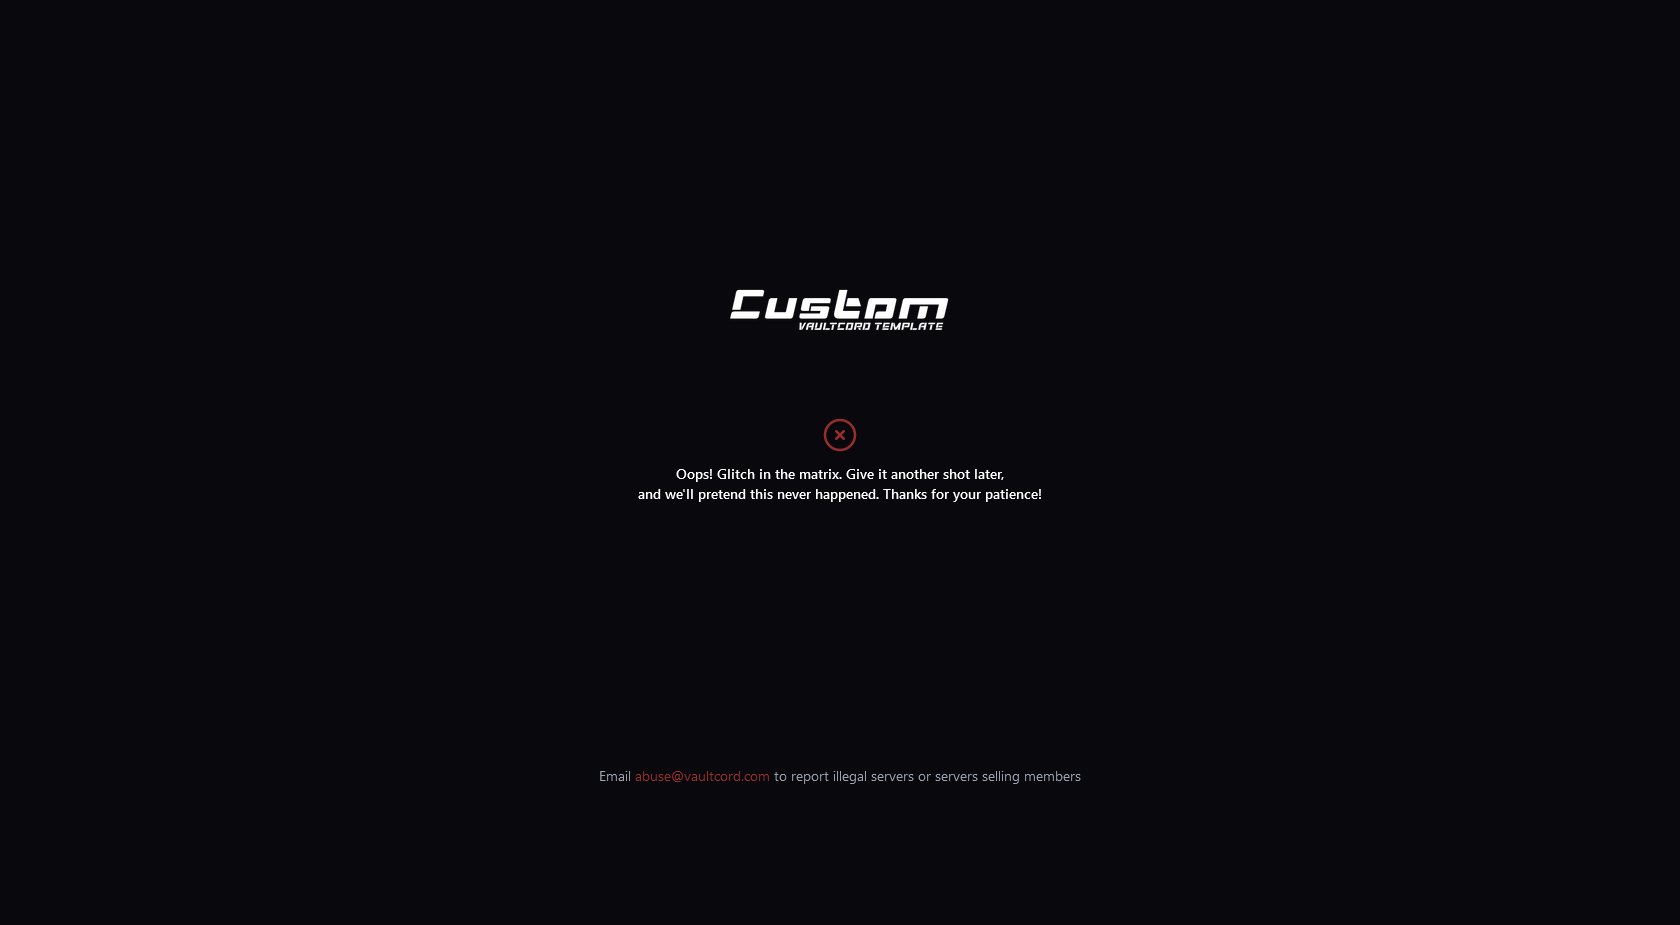 Custom
VAULTCORD TEMPLATE
Oops! Glitch in the matrix. Give it another shot later,
and we'll pretend this never happened. Thanks for your patience!
Email abuse@vaultcord.com to report illegal servers or servers selling members